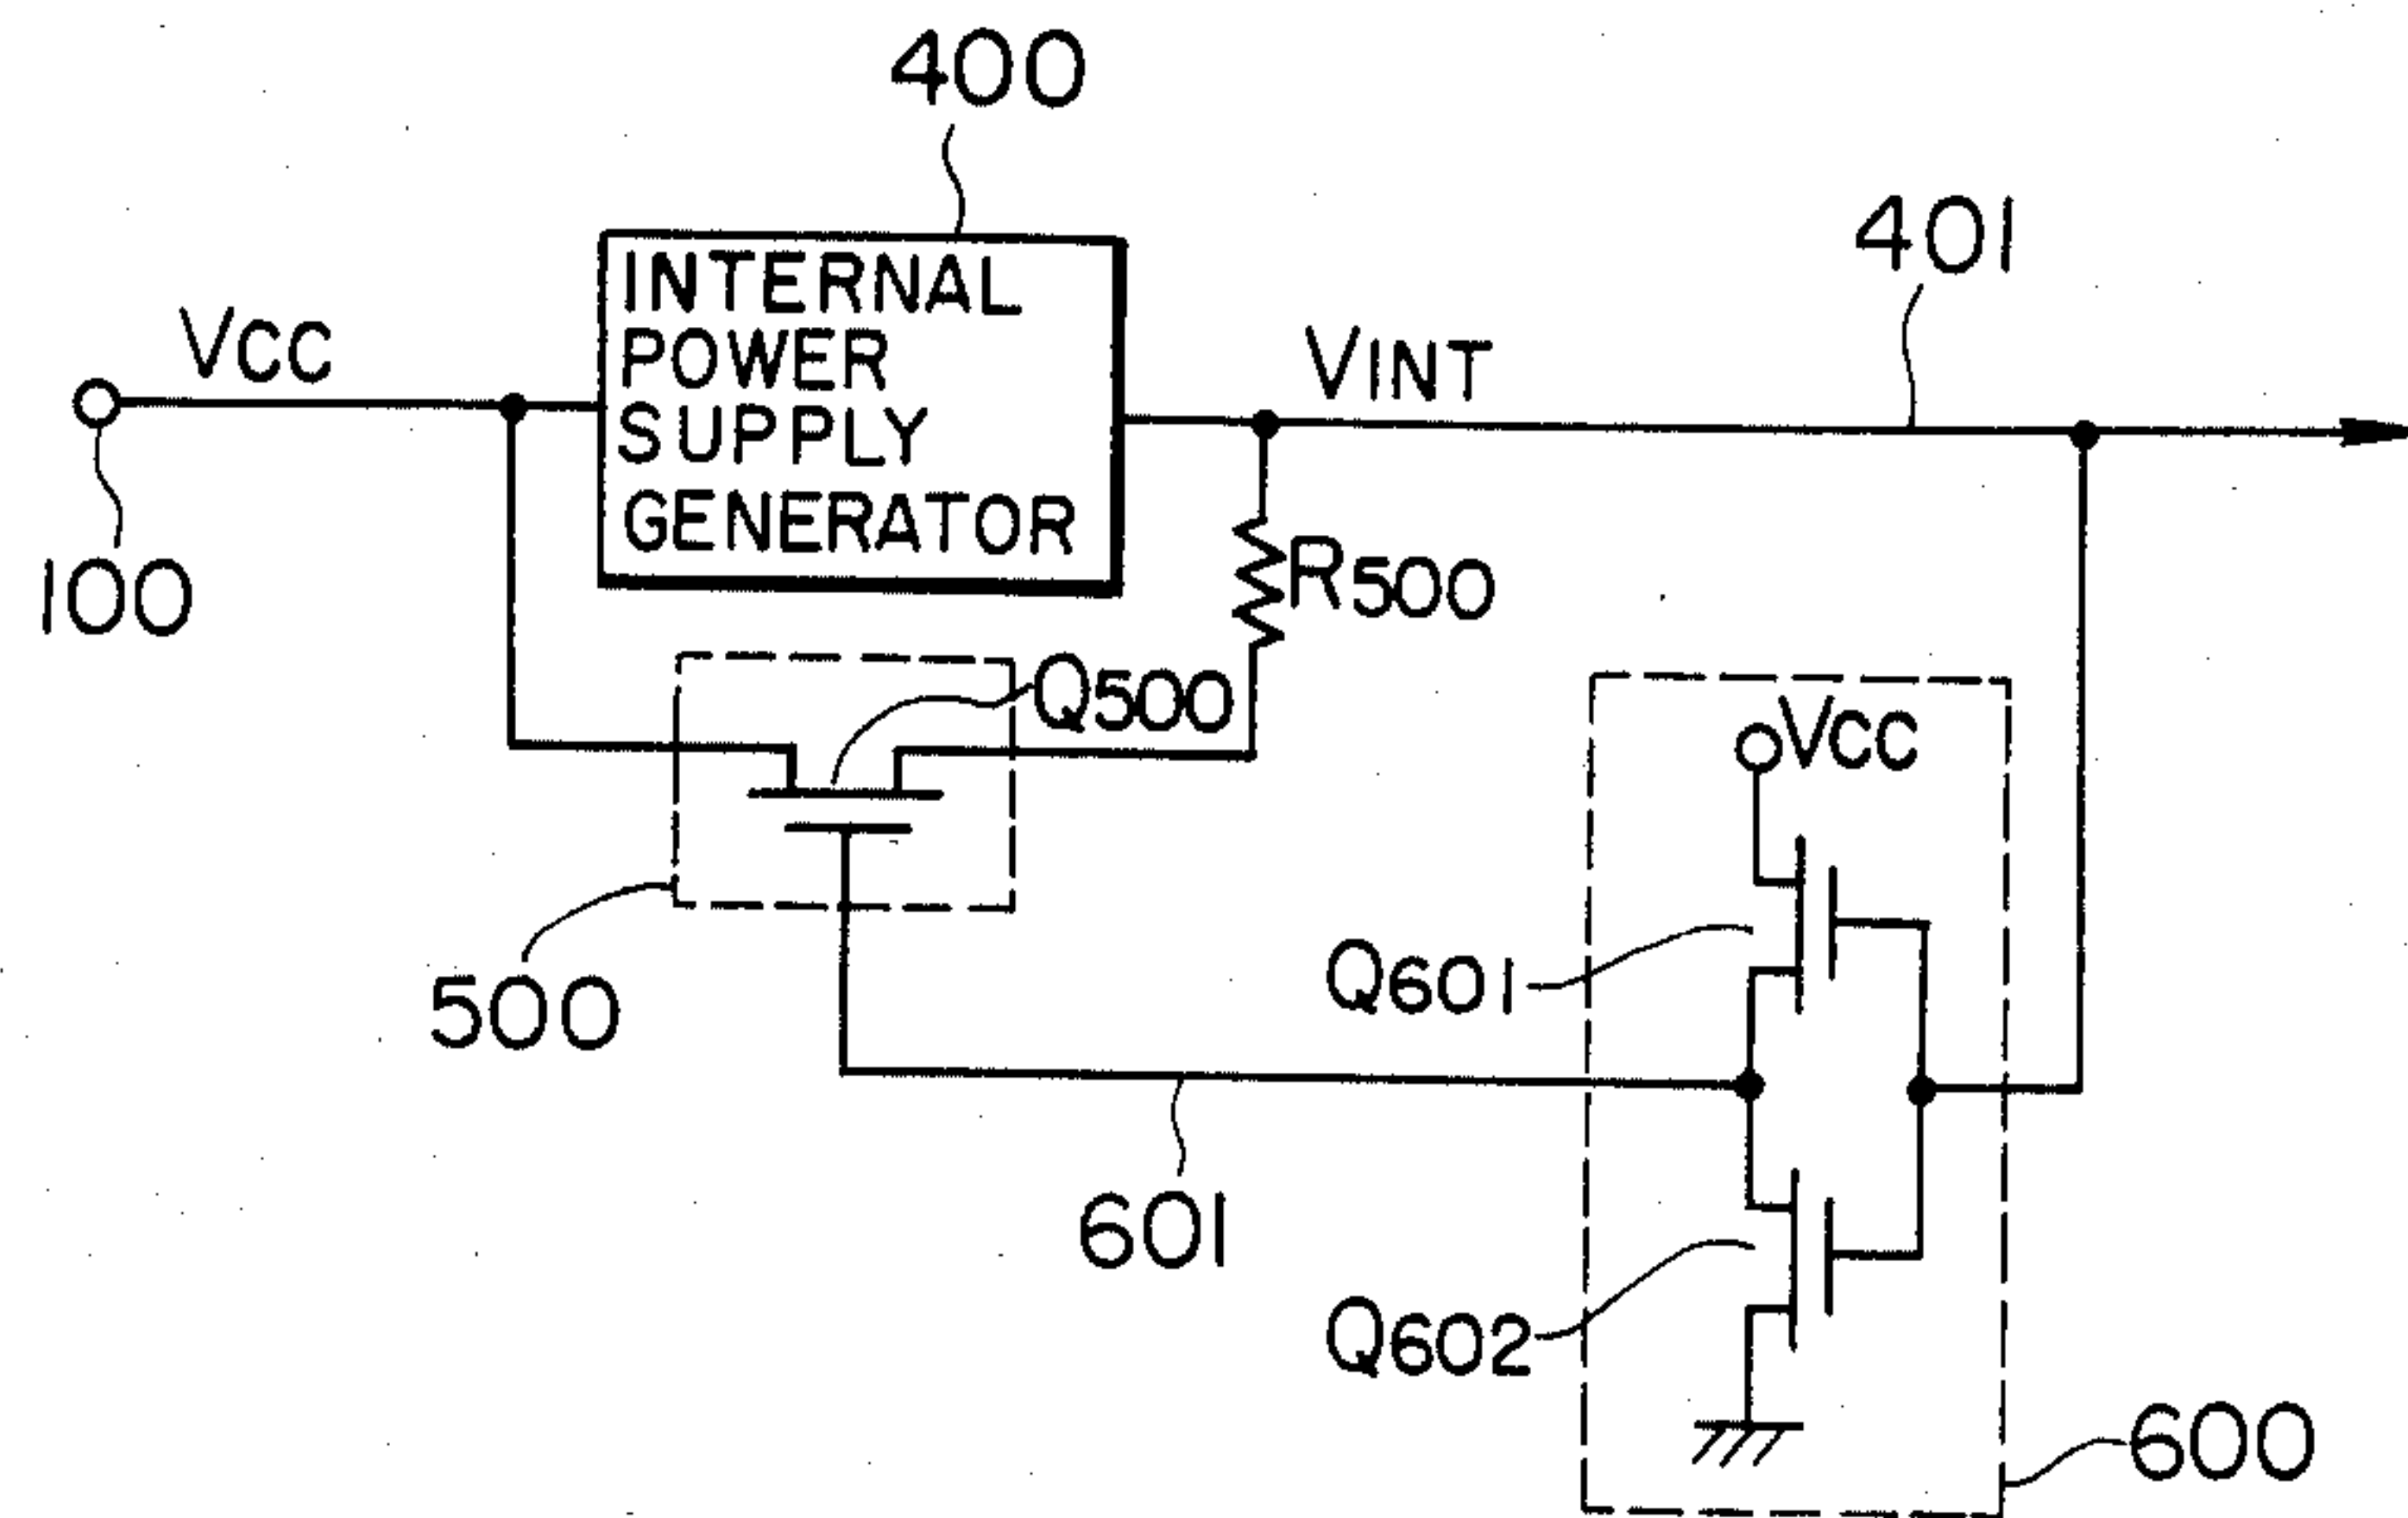 400
401
VCC
INTERNAL
POWER
SUPPLY
GENERATOR
VINT
100
R500
Q500
VCC
500
Q601
601
Q602
600